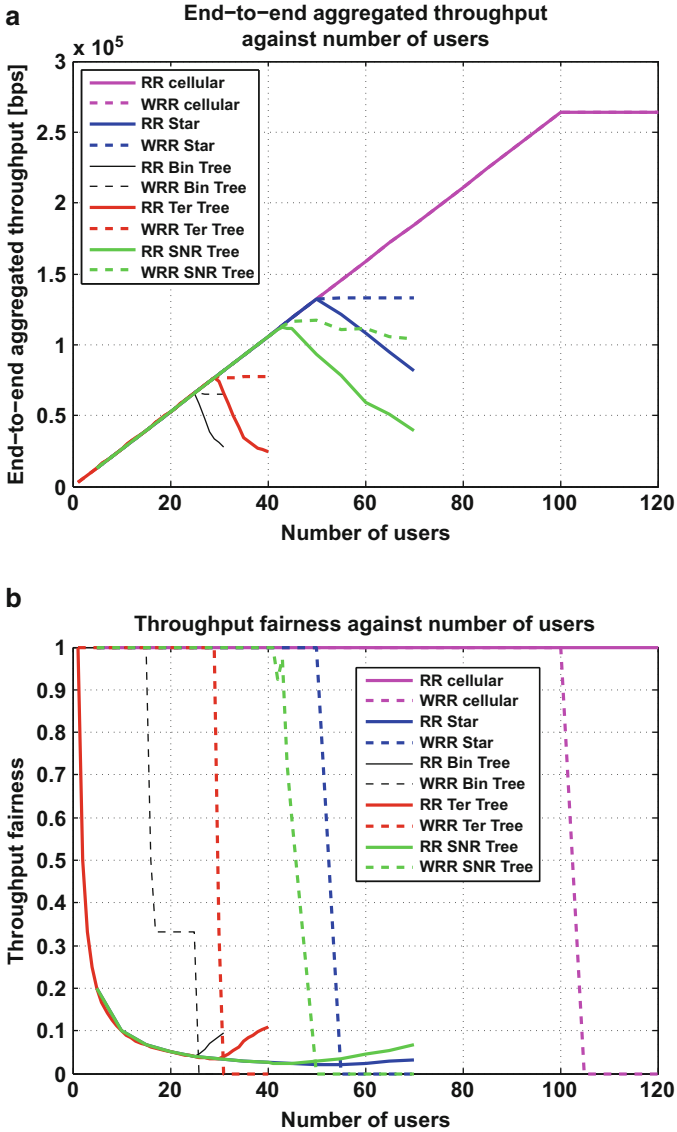 a
End−to−end aggregated throughput
against number of users
x 10^5
3
2.5
2
1.5
1
0.5
0
End−to−end aggregated throughput [bps]
RR cellular
WRR cellular
RR Star
WRR Star
RR Bin Tree
WRR Bin Tree
RR Ter Tree
WRR Ter Tree
RR SNR Tree
WRR SNR Tree
0 20 40 60 80 100 120
Number of users
b
Throughput fairness against number of users
1
0.9
0.8
0.7
0.6
0.5
0.4
0.3
0.2
0.1
0
Throughput fairness
RR cellular
WRR cellular
RR Star
WRR Star
RR Bin Tree
WRR Bin Tree
RR Ter Tree
WRR Ter Tree
RR SNR Tree
WRR SNR Tree
0 20 40 60 80 100 120
Number of users